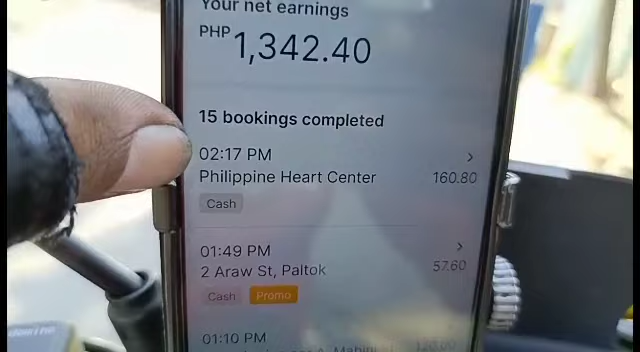 Your net earnings
PHP 1,342.40
15 bookings completed
02:17 PM
Philippine Heart Center 160.80
Cash
01:49 PM
2 Araw St, Paltok 57.60
Cash Promo
01:10 PM